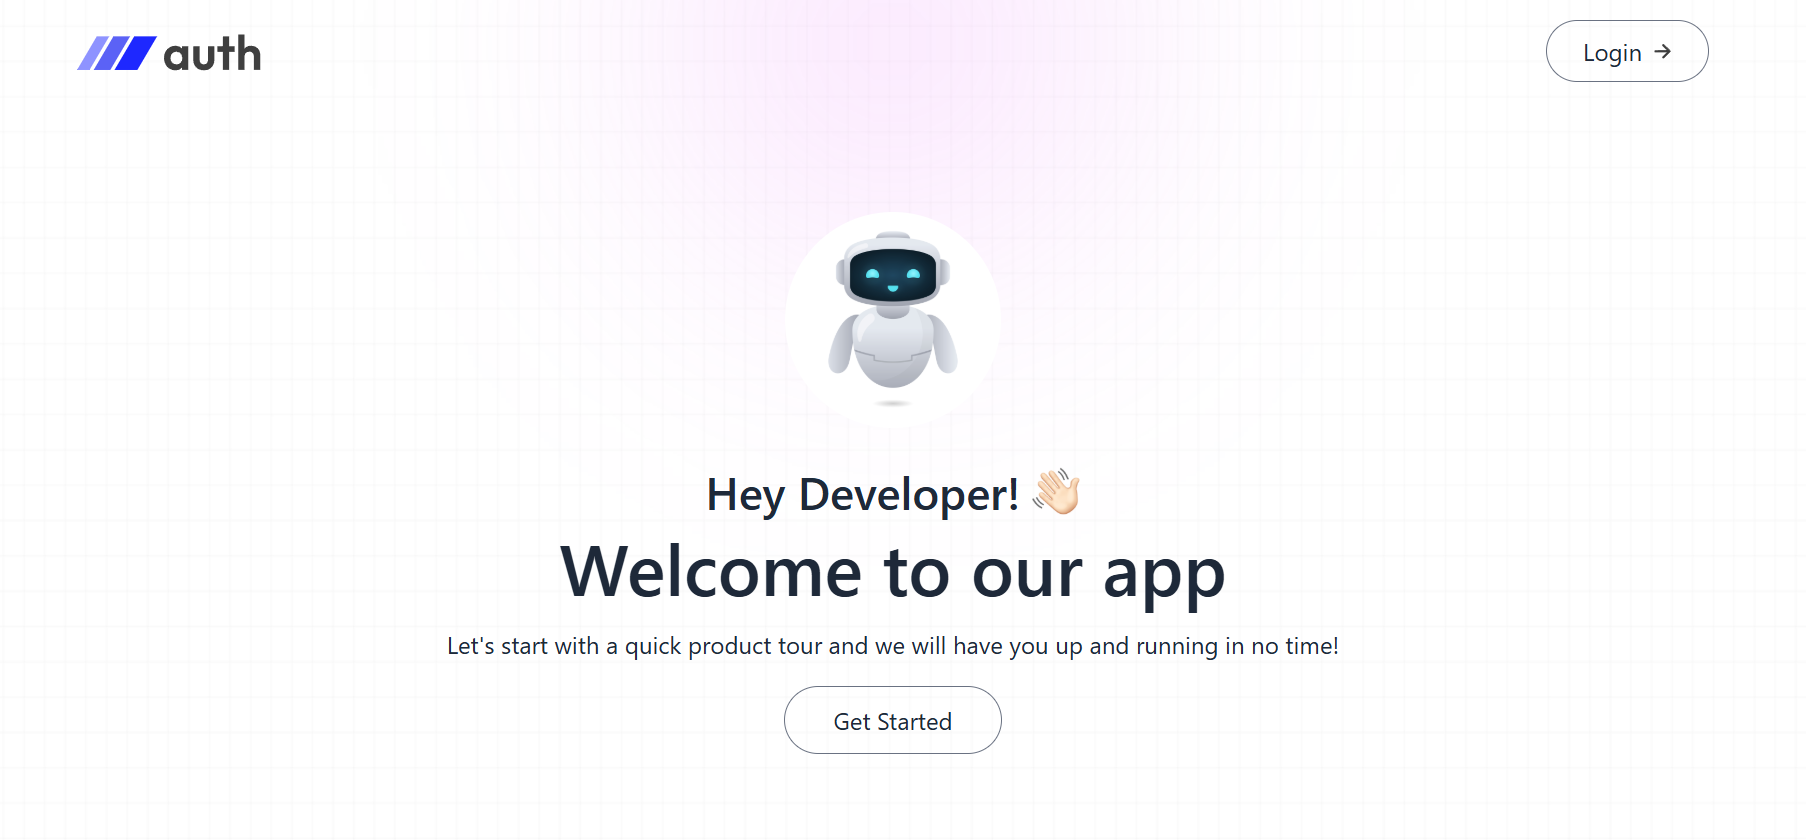 auth
Login →
Hey Developer! 👋🏻
Welcome to our app
Let's start with a quick product tour and we will have you up and running in no time!
Get Started